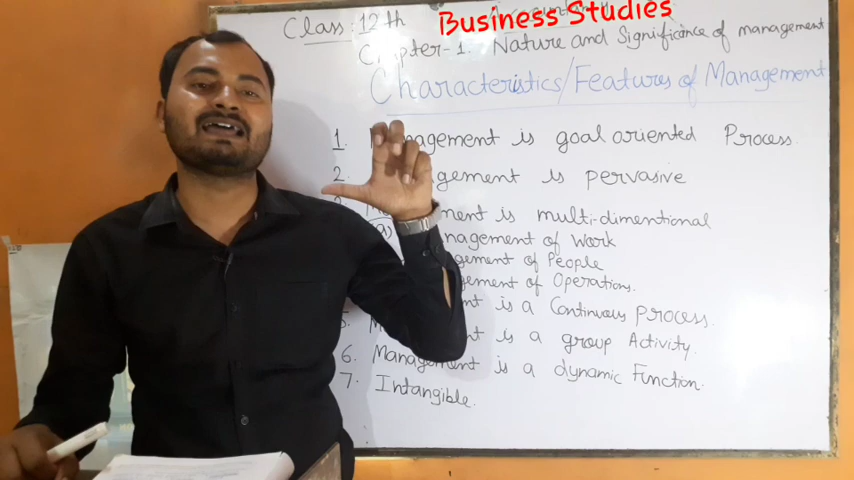 Class: 12th
Business Studies
Chapter-1. Nature and Significance of management
Characteristics/Features of Management
1. Management is goal oriented Process.
2. gement is pervasive
ment is multi-dimentional
(a) nagement of Work
gement of People
gement of Operations.
nt is a Continuous Process.
5. M nt is a group Activity.
6. Management is a dynamic Function.
7. Intangible.